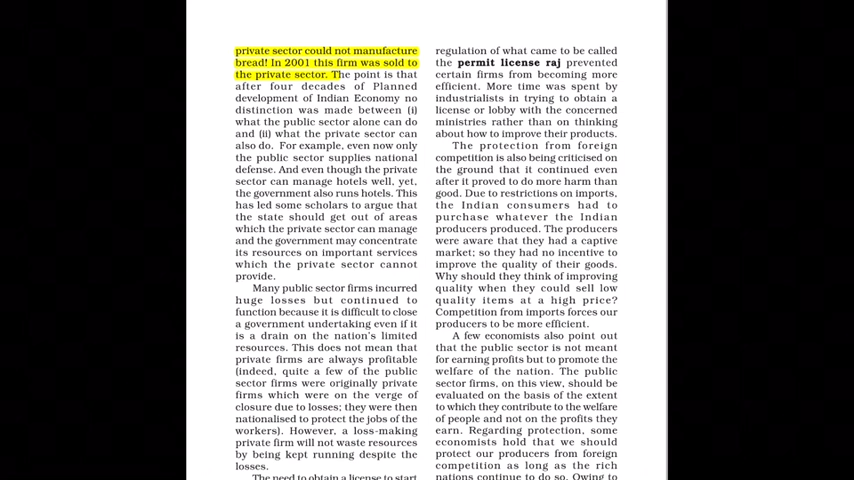 private sector could not manufacture
bread! In 2001 this firm was sold to
the private sector. The point is that
after four decades of Planned
development of Indian Economy no
distinction was made between (i)
what the public sector alone can do
and (ii) what the private sector can
also do. For example, even now only
the public sector supplies national
defense. And even though the private
sector can manage hotels well, yet,
the government also runs hotels. This
has led some scholars to argue that
the state should get out of areas
which the private sector can manage
and the government may concentrate
its resources on important services
which the private sector cannot
provide.
Many public sector firms incurred
huge losses but continued to
function because it is difficult to close
a government undertaking even if it
is a drain on the nation's limited
resources. This does not mean that
private firms are always profitable
(indeed, quite a few of the public
sector firms were originally private
firms which were on the verge of
closure due to losses; they were then
nationalised to protect the jobs of the
workers). However, a loss-making
private firm will not waste resources
by being kept running despite the
losses.
The need to obtain a license to start
regulation of what came to be called
the permit license raj prevented
certain firms from becoming more
efficient. More time was spent by
industrialists in trying to obtain a
license or lobby with the concerned
ministries rather than on thinking
about how to improve their products.
The protection from foreign
competition is also being criticised on
the ground that it continued even
after it proved to do more harm than
good. Due to restrictions on imports,
the Indian consumers had to
purchase whatever the Indian
producers produced. The producers
were aware that they had a captive
market; so they had no incentive to
improve the quality of their goods.
Why should they think of improving
quality when they could sell low
quality items at a high price?
Competition from imports forces our
producers to be more efficient.
A few economists also point out
that the public sector is not meant
for earning profits but to promote the
welfare of the nation. The public
sector firms, on this view, should be
evaluated on the basis of the extent
to which they contribute to the welfare
of people and not on the profits they
earn. Regarding protection, some
economists hold that we should
protect our producers from foreign
competition as long as the rich
nations continue to do so. Owing to